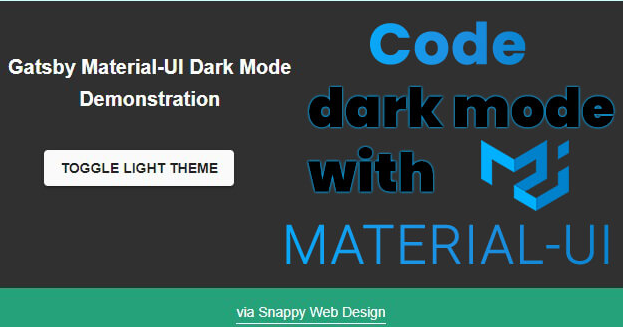 Gatsby Material-UI Dark Mode
Demonstration
TOGGLE LIGHT THEME
Code
dark mode
with
MATERIAL-UI
via Snappy Web Design